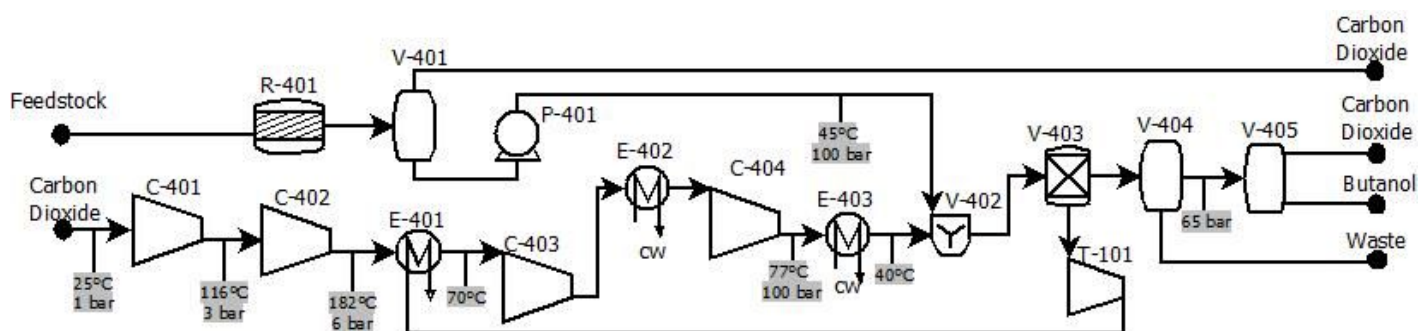 Carbon
Dioxide
V-401
R-401
Feedstock
P-401
Carbon
Dioxide
45°C
100 bar
V-403
V-404
V-405
E-402
C-404
Carbon
Dioxide
C-401
C-402
E-403
V-402
Butanol
E-401
C-403
65 bar
CW
Waste
25°C
1 bar
116°C
3 bar
182°C
6 bar
70°C
77°C
100 bar
CW
40°C
T-101